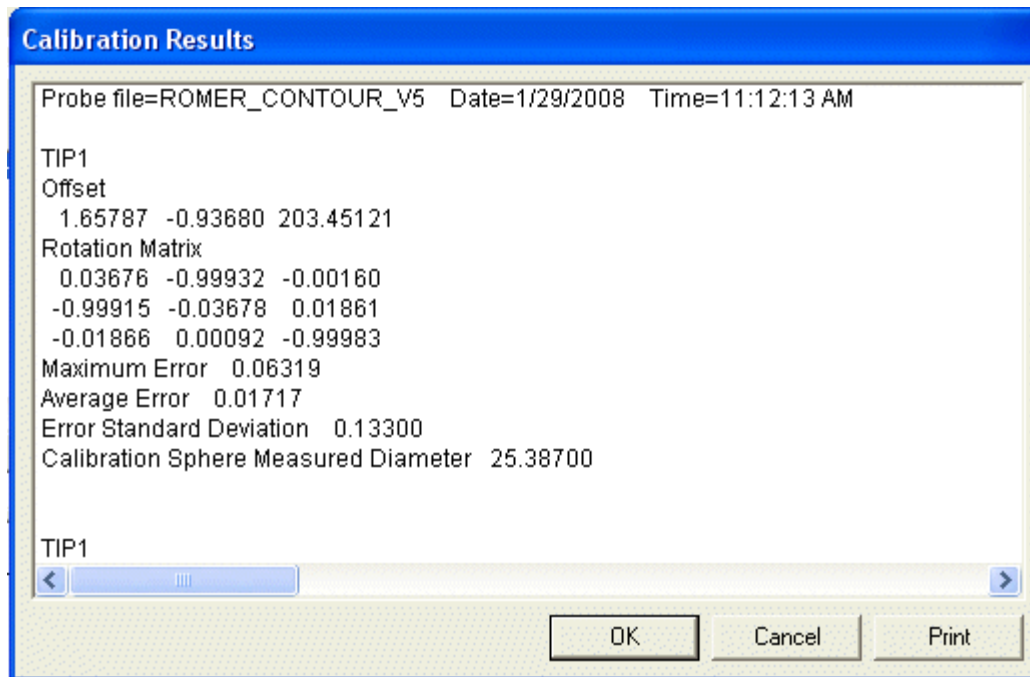 Calibration Results
Probe file=ROMER_CONTOUR_V5 Date=1/29/2008 Time=11:12:13 AM
TIP1
Offset
1.65787 -0.93680 203.45121
Rotation Matrix
0.03676 -0.99932 -0.00160
-0.99915 -0.03678 0.01861
-0.01866 0.00092 -0.99983
Maximum Error 0.06319
Average Error 0.01717
Error Standard Deviation 0.13300
Calibration Sphere Measured Diameter 25.38700
TIP1
OK Cancel Print